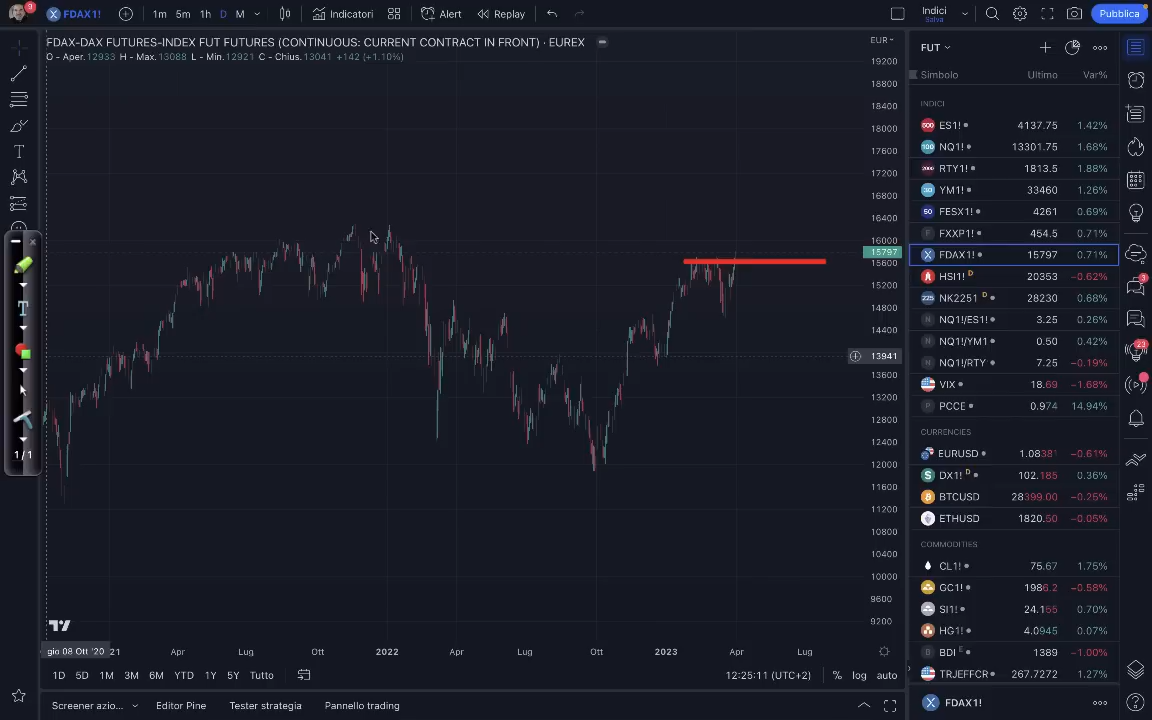 9
FDAX1!
1m 5m 1h D M
Indicatori
Alert
Replay
Indici
Salva
Pubblica
FDAX-DAX FUTURES-INDEX FUT FUTURES (CONTINUOUS: CURRENT CONTRACT IN FRONT) · EUREX
O - Aper. 12933 H - Max. 13088 L - Min. 12921 C - Chius. 13041 +142 (+1.10%)
EUR
19200
18800
18400
18000
17600
17200
16800
16400
16000
15797
15600
15200
14800
14400
13941
13600
13200
12800
12400
12000
11600
11200
10800
10400
10000
9600
9200
T
1/1
gio 08 Ott '20
21 Apr Lug Ott 2022 Apr Lug Ott 2023 Apr Lug
1D 5D 1M 3M 6M YTD 1Y 5Y Tutto
12:25:11 (UTC+2)
% log auto
Screener azio...
Editor Pine
Tester strategia
Pannello trading
FUT
Simbolo Ultimo Var%
INDICI
500 ES1! 4137.75 1.42%
100 NQ1! 13301.75 1.68%
2000 RTY1! 1813.5 1.88%
30 YM1! 33460 1.26%
50 FESX1! 4261 0.69%
F FXXP1! 454.5 0.71%
X FDAX1! 15797 0.71%
HSI1! D 20353 −0.62%
225 NK2251 D 28230 0.68%
N NQ1!/ES1! 3.25 0.26%
N NQ1!/YM1 0.50 0.42%
N NQ1!/RTY 7.25 −0.19%
VIX 18.69 −1.68%
P PCCE 0.974 14.94%
CURRENCIES
EURUSD 1.08381 −0.61%
S DX1! D 102.185 0.36%
BTCUSD 28399.00 −0.25%
ETHUSD 1820.50 −0.05%
COMMODITIES
CL1! 75.67 1.75%
GC1! 1986.2 −0.58%
SI1! 24.155 0.70%
HG1! 4.0945 0.07%
B BDI E 1389 −1.00%
TRJEFFCR 267.7272 1.27%
FDAX1!
3
23